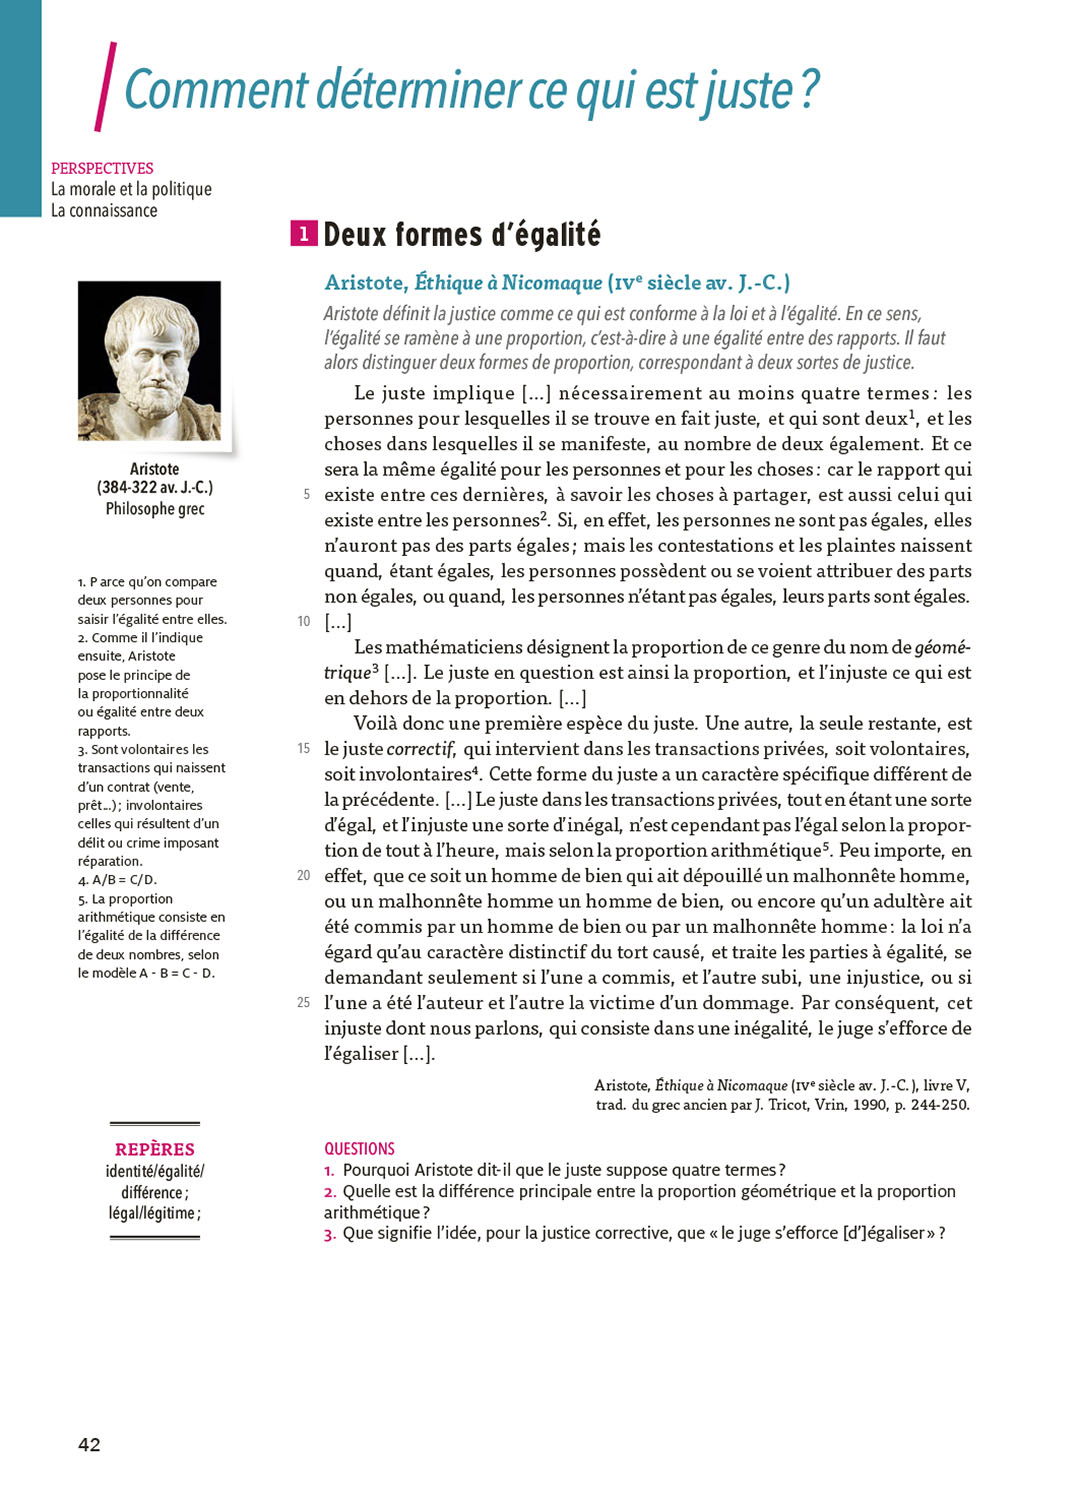 Comment déterminer ce qui est juste ?
PERSPECTIVES
La morale et la politique
La connaissance
1 Deux formes d’égalité
Aristote, Éthique à Nicomaque (IVe siècle av. J.-C.)
Aristote définit la justice comme ce qui est conforme à la loi et à l’égalité. En ce sens,
l’égalité se ramène à une proportion, c’est-à-dire à une égalité entre des rapports. Il faut
alors distinguer deux formes de proportion, correspondant à deux sortes de justice.
Le juste implique [...] nécessairement au moins quatre termes : les
personnes pour lesquelles il se trouve en fait juste, et qui sont deux1, et les
choses dans lesquelles il se manifeste, au nombre de deux également. Et ce
sera la même égalité pour les personnes et pour les choses : car le rapport qui
5 existe entre ces dernières, à savoir les choses à partager, est aussi celui qui
existe entre les personnes2. Si, en effet, les personnes ne sont pas égales, elles
n’auront pas des parts égales ; mais les contestations et les plaintes naissent
quand, étant égales, les personnes possèdent ou se voient attribuer des parts
non égales, ou quand, les personnes n’étant pas égales, leurs parts sont égales.
10 [...]
Les mathématiciens désignent la proportion de ce genre du nom de géomé-
trique3 [...]. Le juste en question est ainsi la proportion, et l’injuste ce qui est
en dehors de la proportion. [...]
Voilà donc une première espèce du juste. Une autre, la seule restante, est
15 le juste correctif, qui intervient dans les transactions privées, soit volontaires,
soit involontaires4. Cette forme du juste a un caractère spécifique différent de
la précédente. [...] Le juste dans les transactions privées, tout en étant une sorte
d’égal, et l’injuste une sorte d’inégal, n’est cependant pas l’égal selon la propor-
tion de tout à l’heure, mais selon la proportion arithmétique5. Peu importe, en
20 effet, que ce soit un homme de bien qui ait dépouillé un malhonnête homme,
ou un malhonnête homme un homme de bien, ou encore qu’un adultère ait
été commis par un homme de bien ou par un malhonnête homme : la loi n’a
égard qu’au caractère distinctif du tort causé, et traite les parties à égalité, se
demandant seulement si l’une a commis, et l’autre subi, une injustice, ou si
25 l’une a été l’auteur et l’autre la victime d’un dommage. Par conséquent, cet
injuste dont nous parlons, qui consiste dans une inégalité, le juge s’efforce de
l’égaliser [...].
Aristote, Éthique à Nicomaque (IVe siècle av. J.-C.), livre V,
trad. du grec ancien par J. Tricot, Vrin, 1990, p. 244-250.
Aristote
(384-322 av. J.-C.)
Philosophe grec
1. P arce qu’on compare
deux personnes pour
saisir l’égalité entre elles.
2. Comme il l’indique
ensuite, Aristote
pose le principe de
la proportionnalité
ou égalité entre deux
rapports.
3. Sont volontaires les
transactions qui naissent
d’un contrat (vente,
prêt...) ; involontaires
celles qui résultent d’un
délit ou crime imposant
réparation.
4. A/B = C/D.
5. La proportion
arithmétique consiste en
l’égalité de la différence
de deux nombres, selon
le modèle A - B = C - D.
REPÈRES
identité/égalité/
différence ;
légal/légitime ;
QUESTIONS
1. Pourquoi Aristote dit-il que le juste suppose quatre termes ?
2. Quelle est la différence principale entre la proportion géométrique et la proportion
arithmétique ?
3. Que signifie l’idée, pour la justice corrective, que « le juge s’efforce [d’]égaliser » ?
42